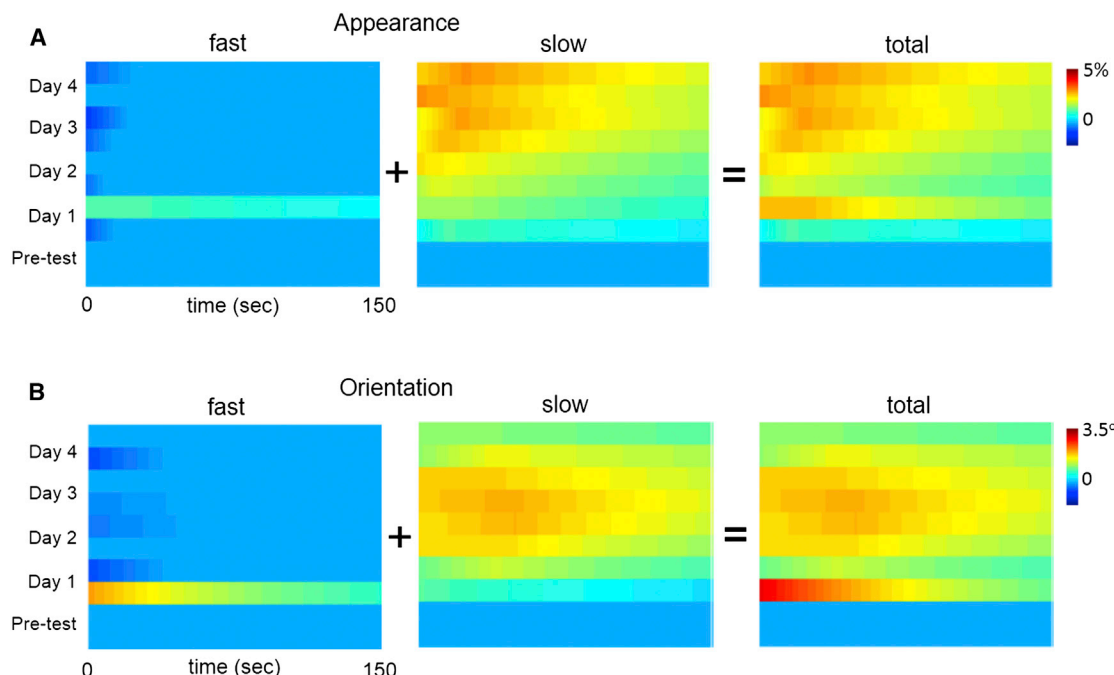 A
Appearance
fast
slow
total
Day 4
Day 3
Day 2
Day 1
Pre-test
+
=
5%
0
0
time (sec)
150
B
Orientation
fast
slow
total
Day 4
Day 3
Day 2
Day 1
Pre-test
+
=
3.5°
0
0
time (sec)
150